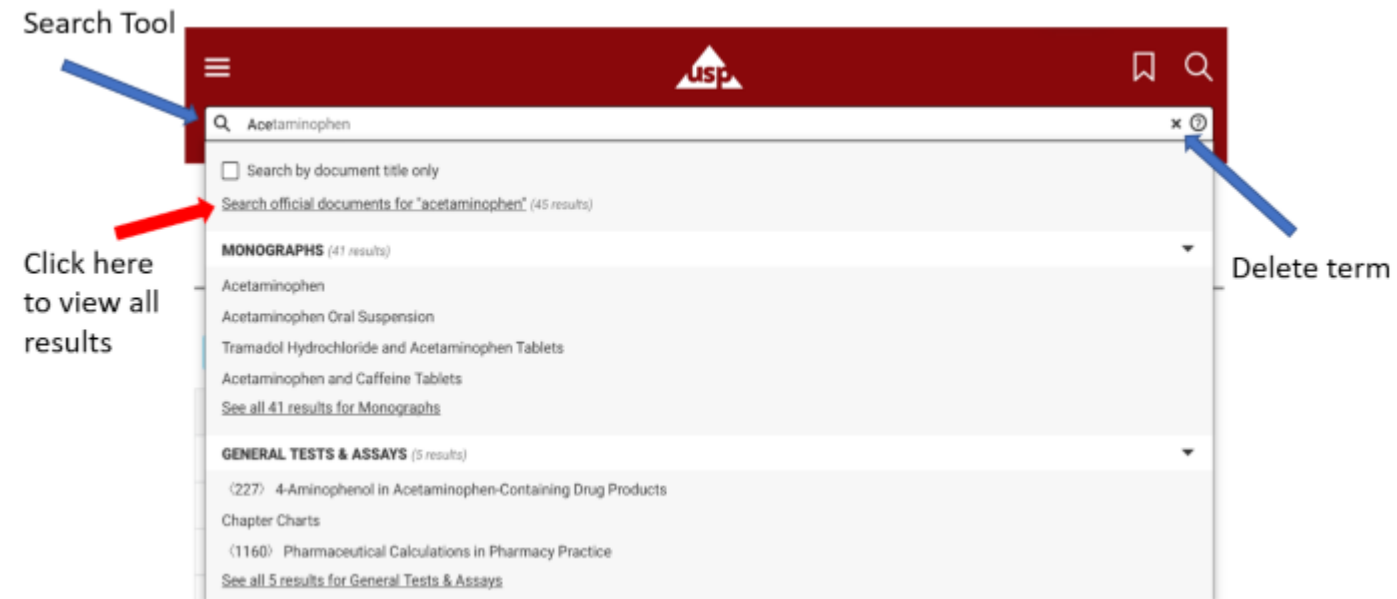 Search Tool
usp
Acetaminophen
Search by document title only
Search official documents for "acetaminophen" (45 results)
Click here
to view all
results
MONOGRAPHS (41 results)
Delete term
Acetaminophen
Acetaminophen Oral Suspension
Tramadol Hydrochloride and Acetaminophen Tablets
Acetaminophen and Caffeine Tablets
See all 41 results for Monographs
GENERAL TESTS & ASSAYS (5 results)
〈227〉 4-Aminophenol in Acetaminophen-Containing Drug Products
Chapter Charts
〈1160〉 Pharmaceutical Calculations in Pharmacy Practice
See all 5 results for General Tests & Assays